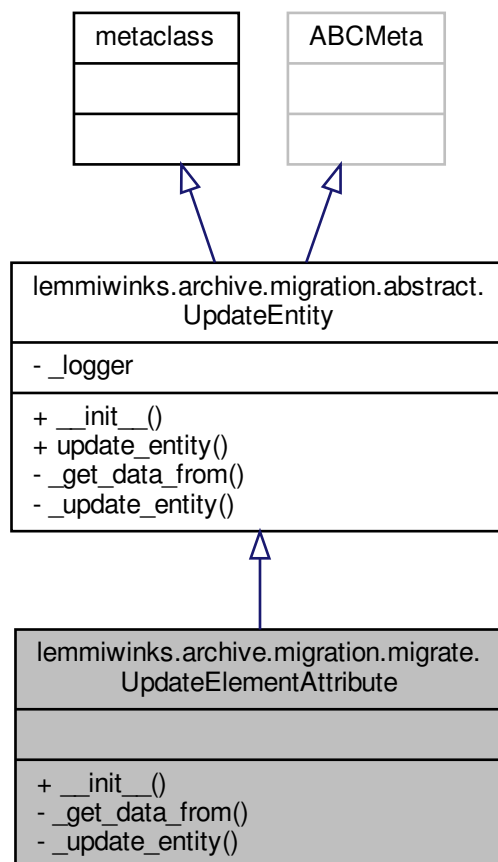 metaclass
ABCMeta
lemmiwinks.archive.migration.abstract.
UpdateEntity
- _logger
+ __init__()
+ update_entity()
- _get_data_from()
- _update_entity()
lemmiwinks.archive.migration.migrate.
UpdateElementAttribute
+ __init__()
- _get_data_from()
- _update_entity()